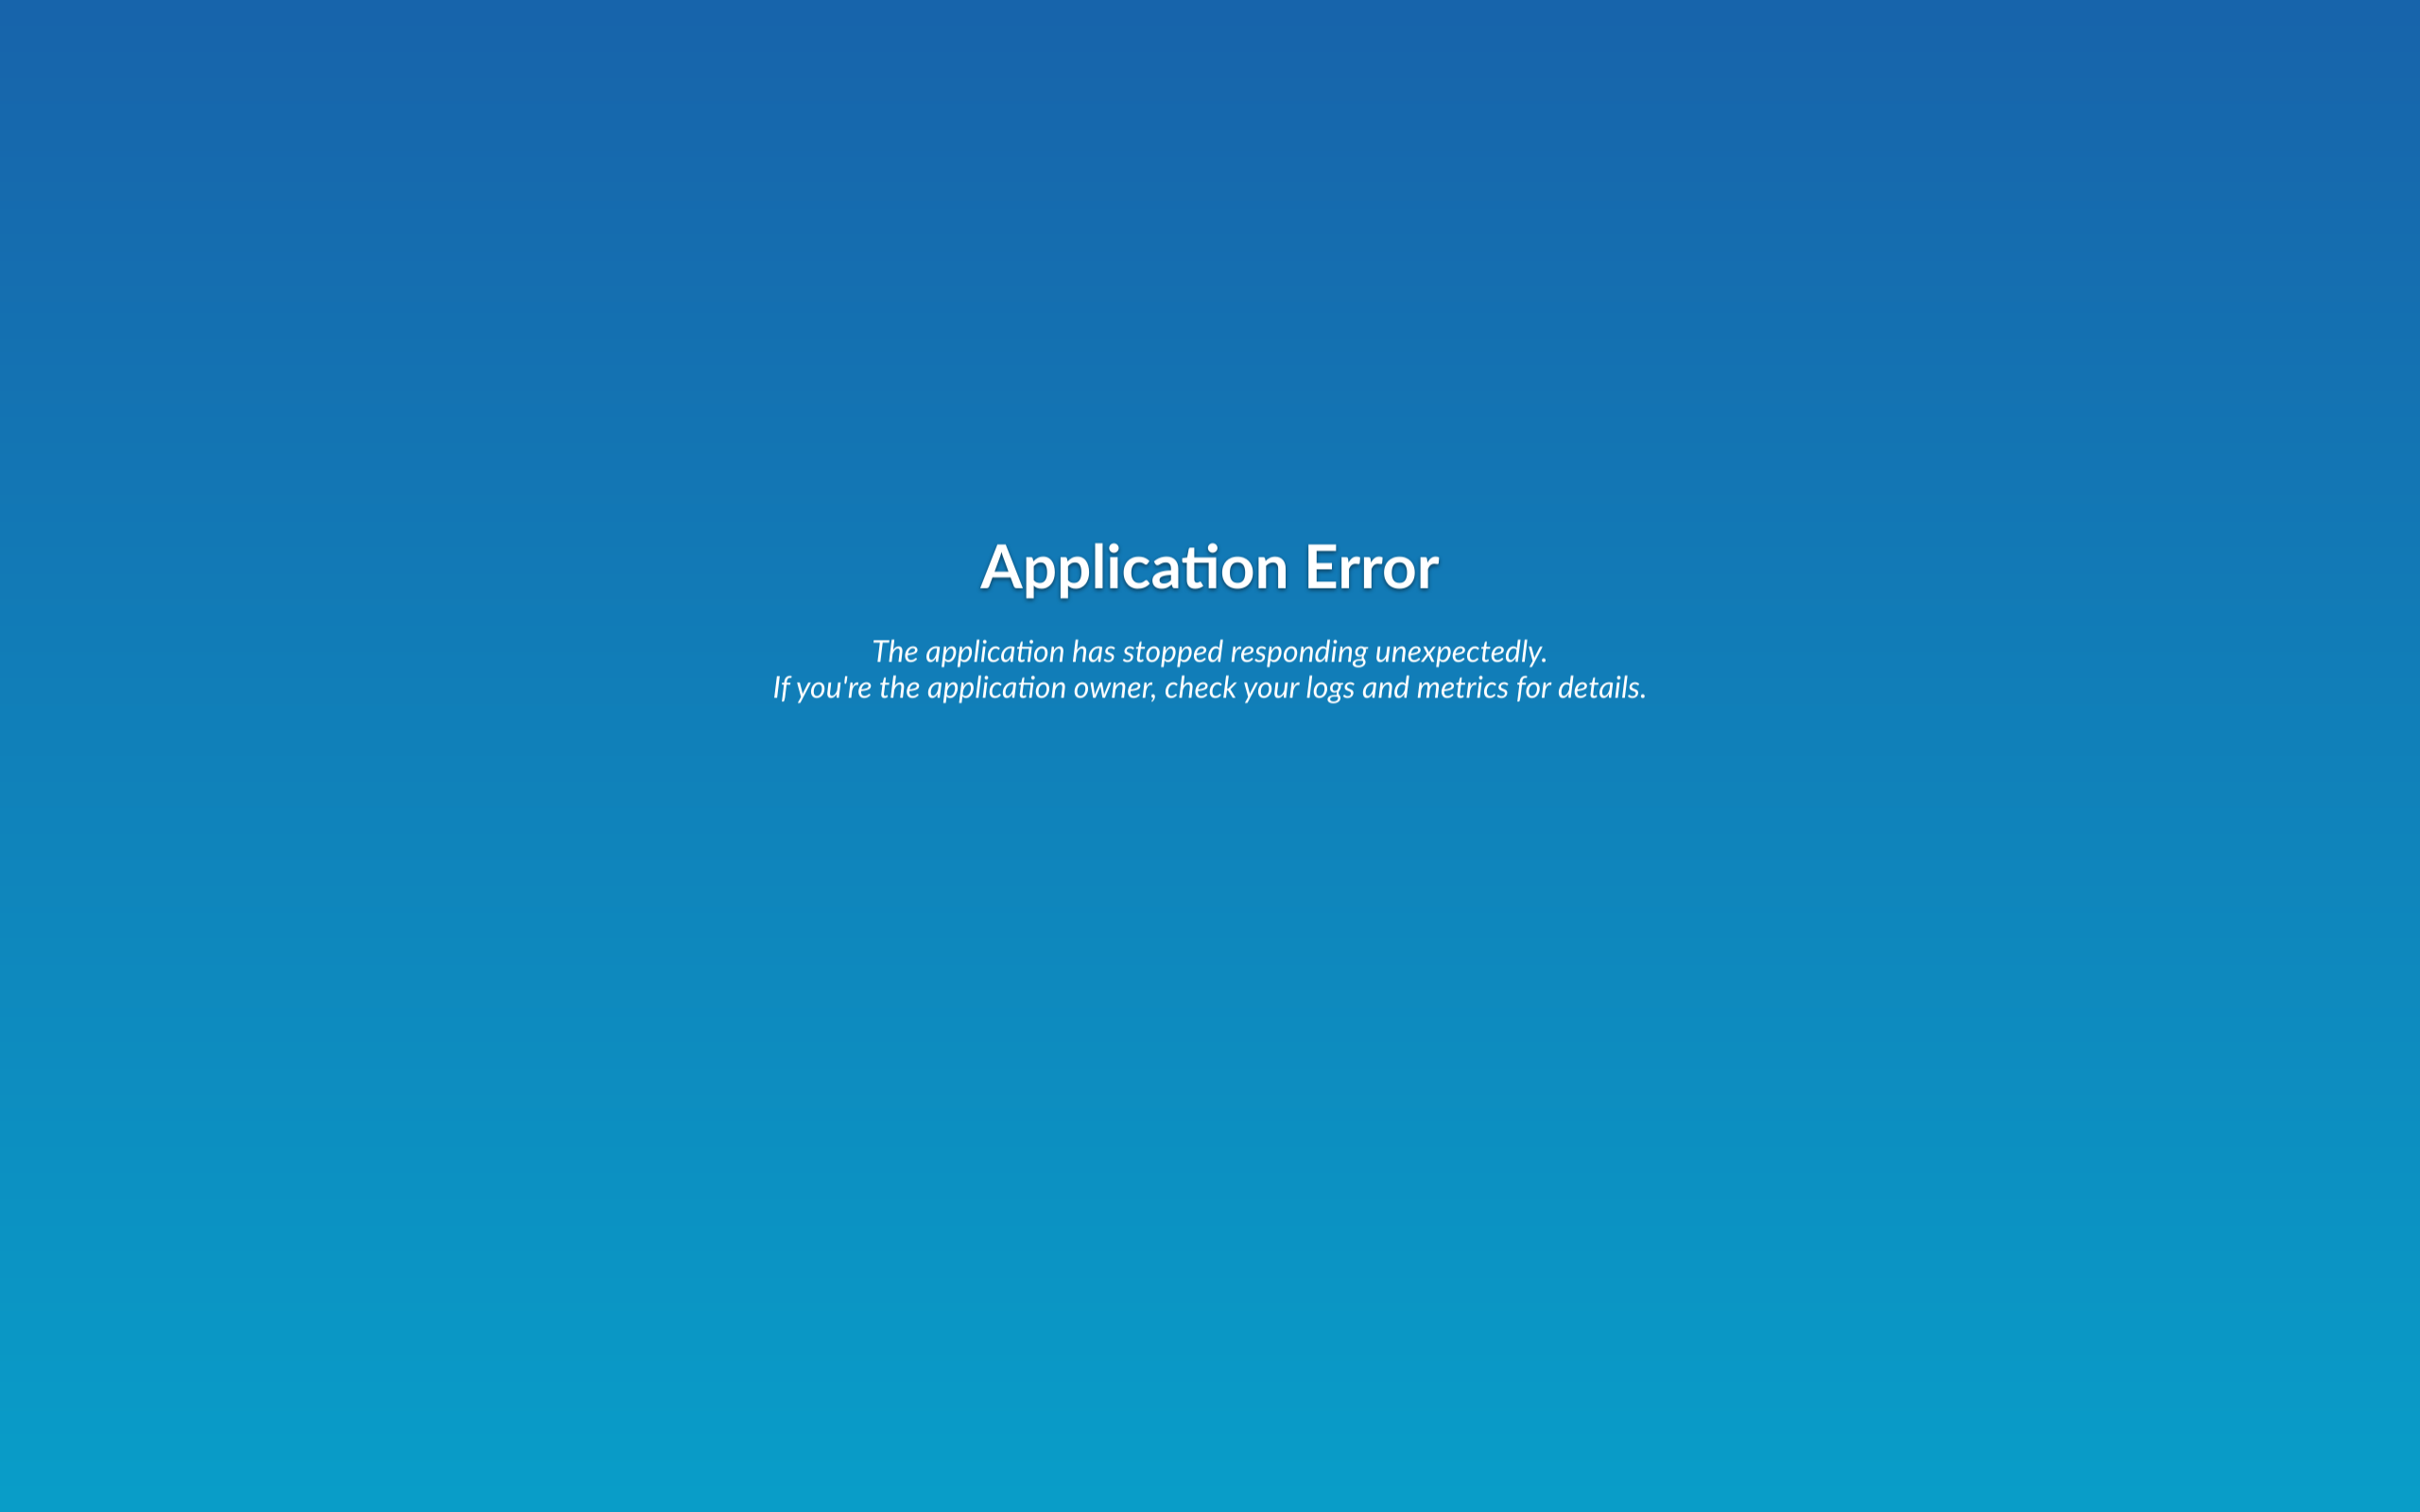 Application Error
The application has stopped responding unexpectedly.
If you're the application owner, check your logs and metrics for details.